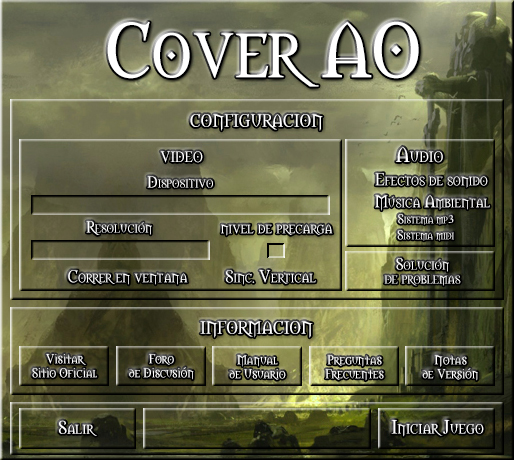 Cover AO
CONFIGURACION
VIDEO
Dispositivo
Resolución
nivel de precarga
Correr en ventana
Sinc. Vertical
Audio
Efectos de sonido
Música Ambiental
Sistema mp3
Sistema midi
Solución
de problemas
INFORMACION
Visitar
Sitio Oficial
Foro
de Discusión
Manual
de Usuario
Preguntas
Frecuentes
Notas
de Versión
Salir
Iniciar Juego